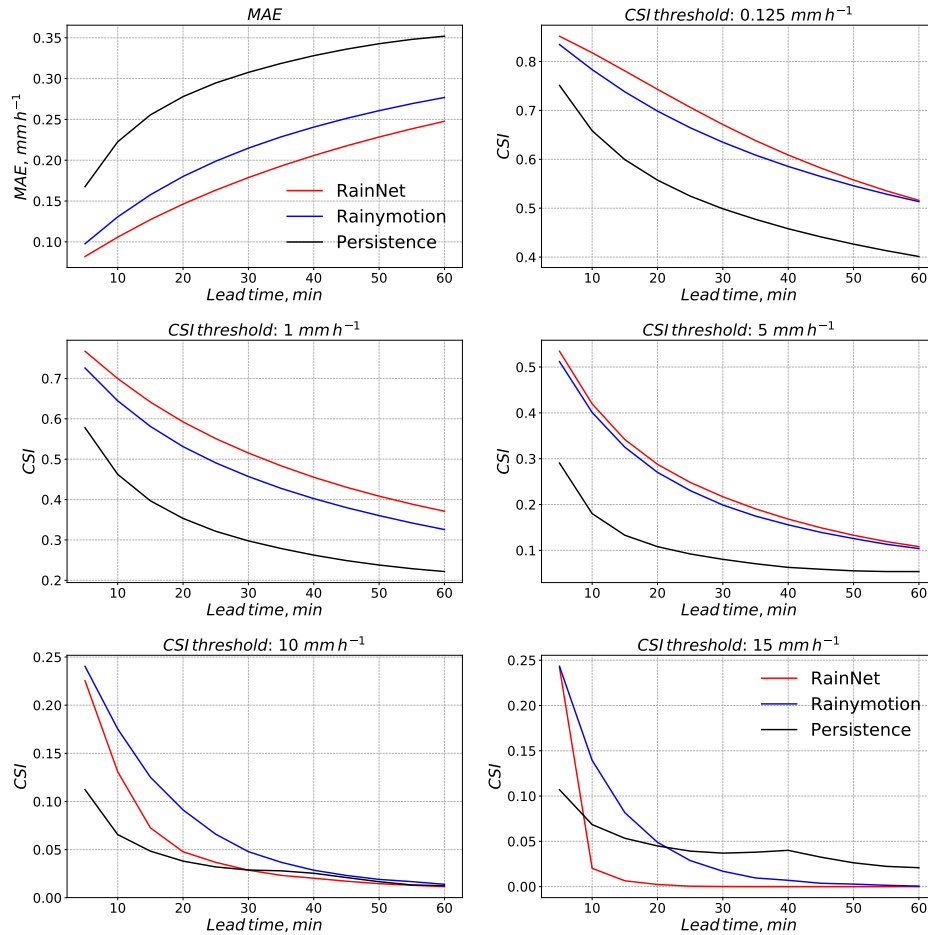 MAE
MAE, mm h⁻¹
0.35
0.30
0.25
0.20
0.15
0.10
RainNet
Rainymotion
Persistence
10 20 30 40 50 60
Lead time, min
CSI threshold: 0.125 mm h⁻¹
CSI
0.8
0.7
0.6
0.5
0.4
10 20 30 40 50 60
Lead time, min
CSI threshold: 1 mm h⁻¹
CSI
0.7
0.6
0.5
0.4
0.3
0.2
10 20 30 40 50 60
Lead time, min
CSI threshold: 5 mm h⁻¹
CSI
0.5
0.4
0.3
0.2
0.1
10 20 30 40 50 60
Lead time, min
CSI threshold: 10 mm h⁻¹
CSI
0.25
0.20
0.15
0.10
0.05
0.00
10 20 30 40 50 60
Lead time, min
CSI threshold: 15 mm h⁻¹
CSI
0.25
0.20
0.15
0.10
0.05
0.00
RainNet
Rainymotion
Persistence
10 20 30 40 50 60
Lead time, min